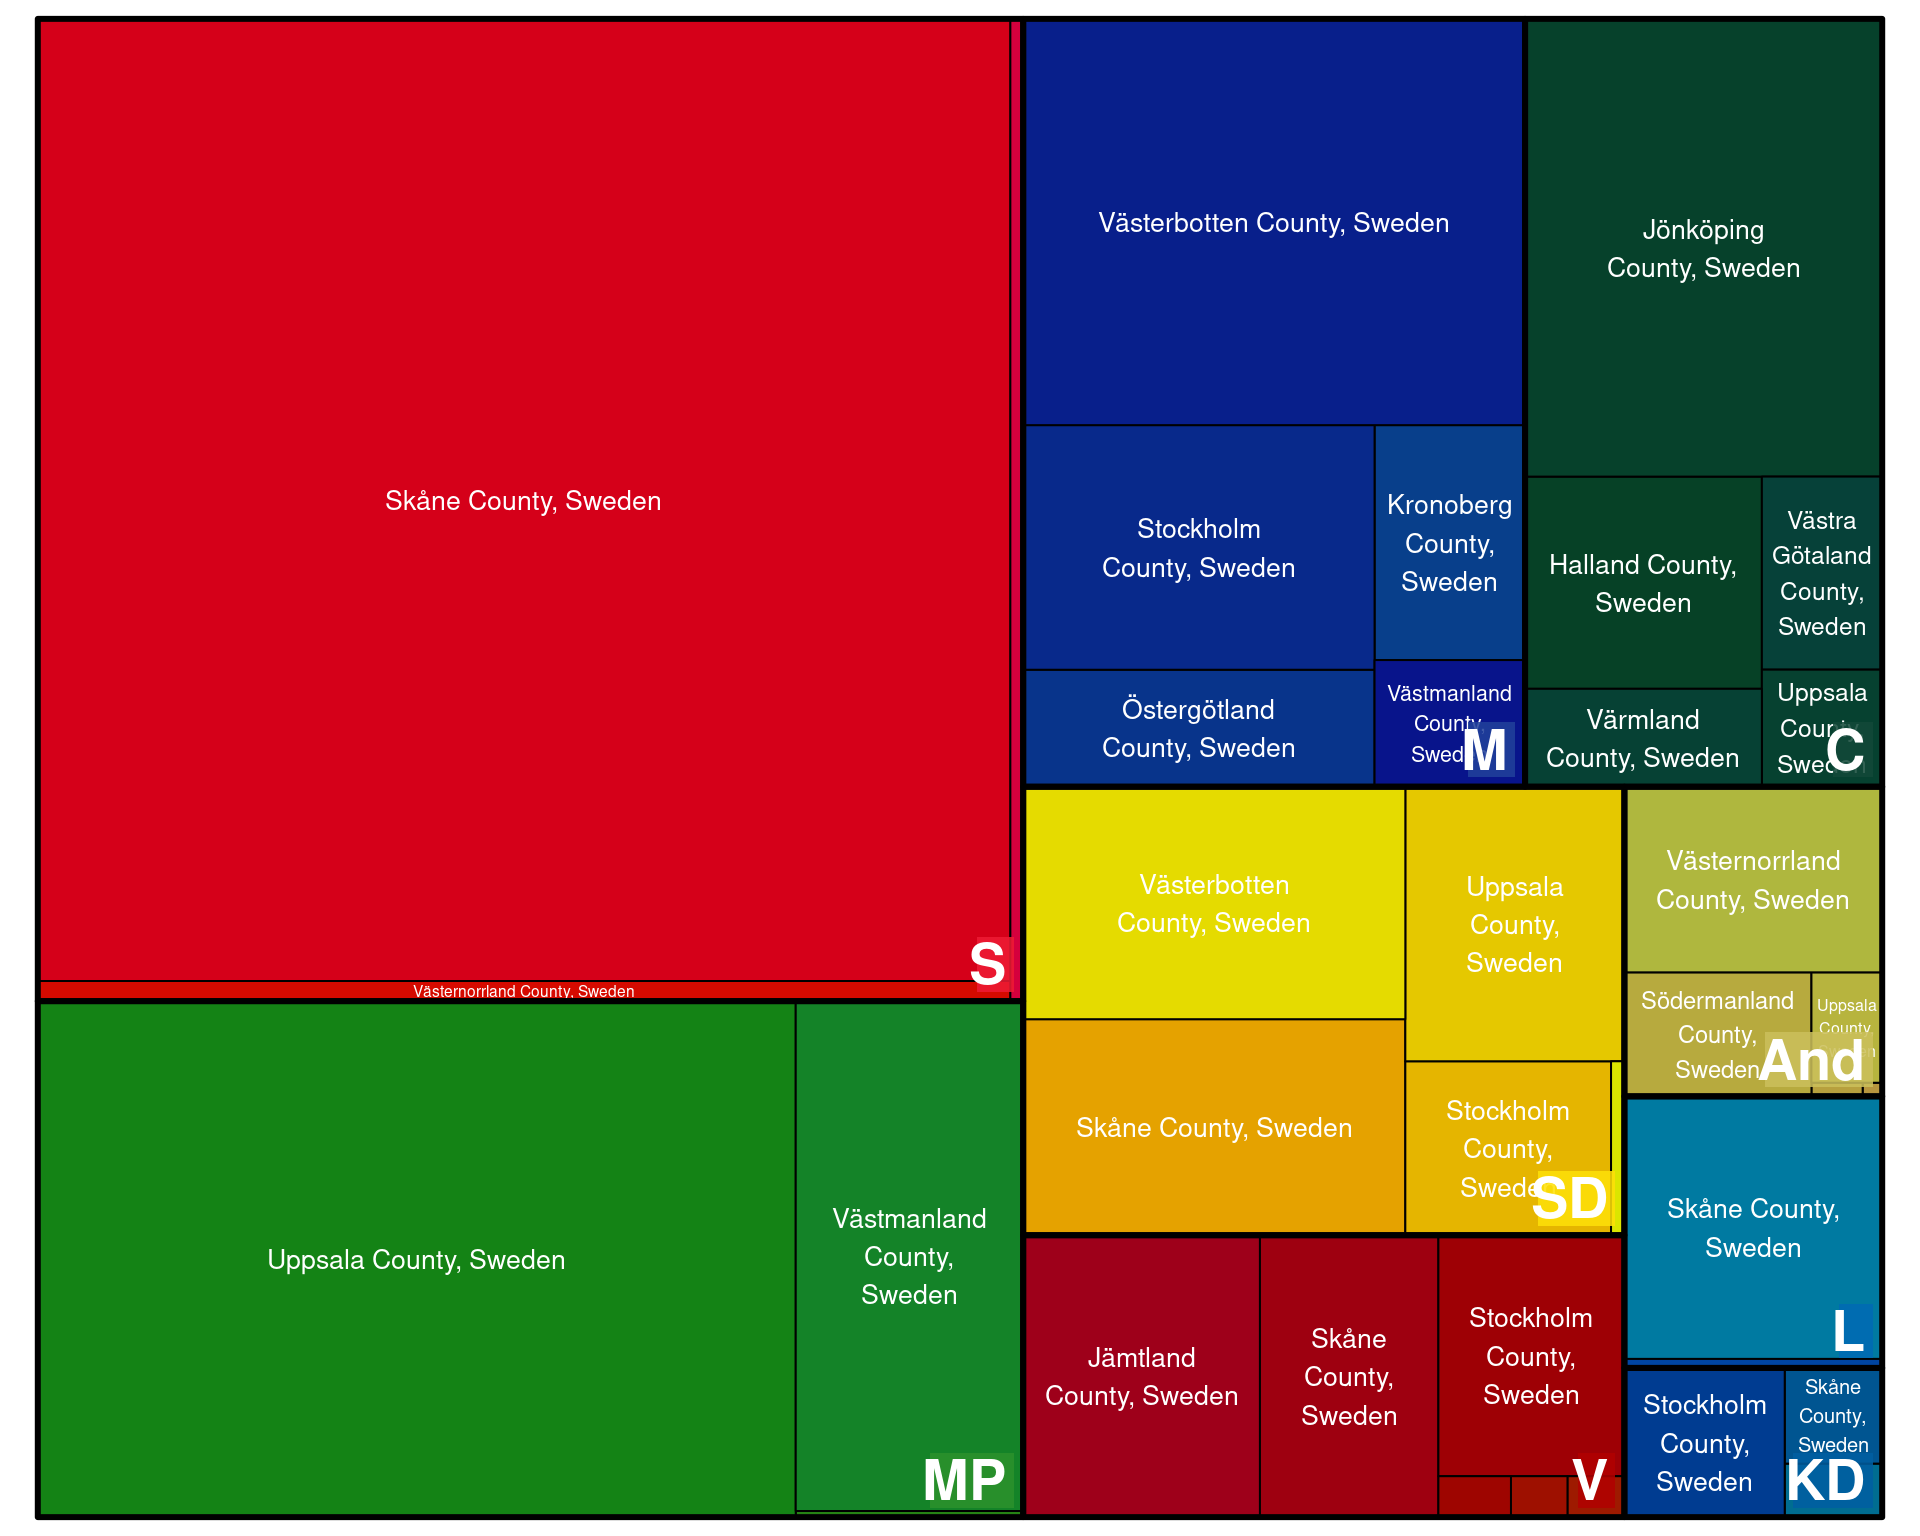 Skåne County, Sweden
S
Västernorrland County, Sweden
Uppsala County, Sweden
Västmanland
County,
Sweden
MP
Västerbotten County, Sweden
Stockholm
County, Sweden
Kronoberg
County,
Sweden
Östergötland
County, Sweden
Västmanland
County,
Sweden
M
Jönköping
County, Sweden
Halland County,
Sweden
Västra
Götaland
County,
Sweden
Värmland
County, Sweden
Uppsala
County,
Sweden
C
Västerbotten
County, Sweden
Uppsala
County,
Sweden
Skåne County, Sweden
Stockholm
County,
Sweden
SD
Västernorrland
County, Sweden
Södermanland
County,
Sweden
Uppsala
County,
And
Skåne County,
Sweden
L
Jämtland
County, Sweden
Skåne
County,
Sweden
Stockholm
County,
Sweden
V
Stockholm
County,
Sweden
Skåne
County,
Sweden
KD